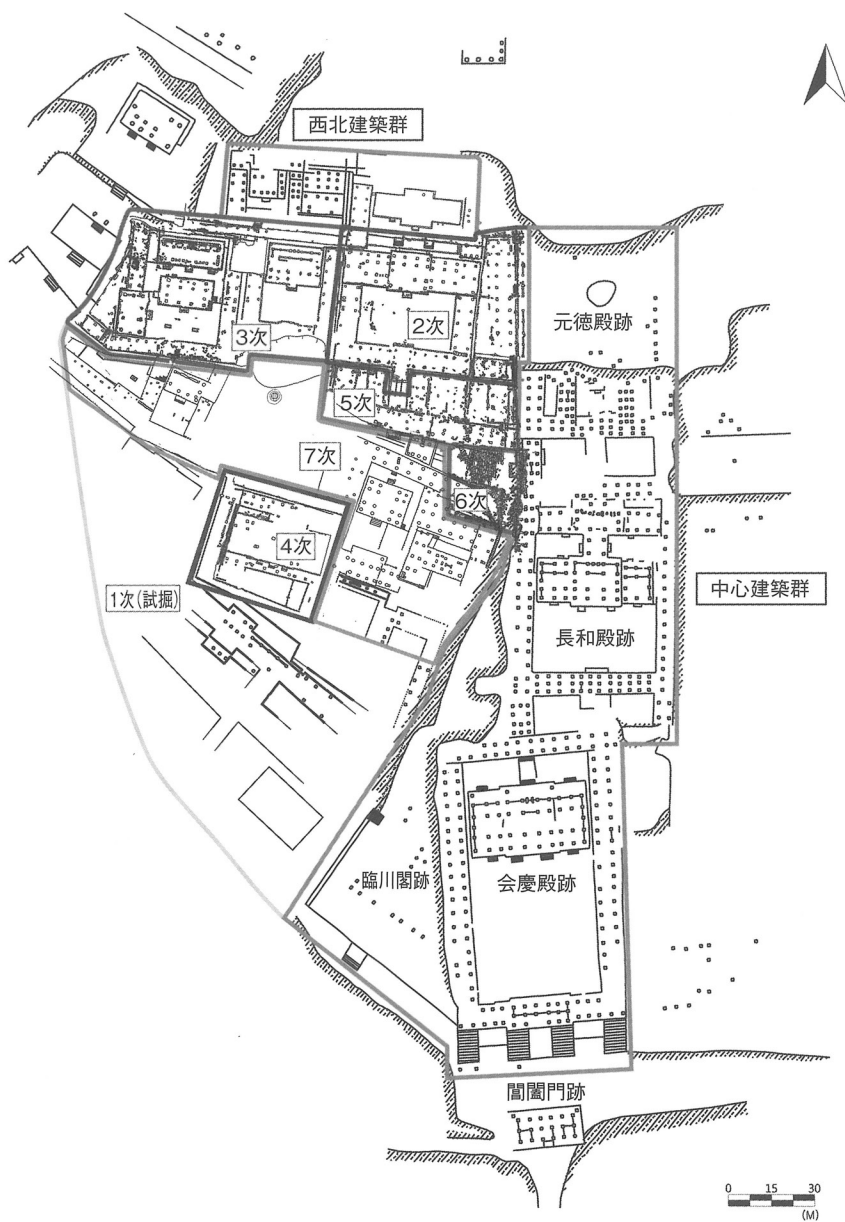 西北建築群
元徳殿跡
2次
3次
5次
7次
6次
4次
中心建築群
1次(試掘)
長和殿跡
臨川閣跡
会慶殿跡
閶闔門跡
0 15 30
(M)